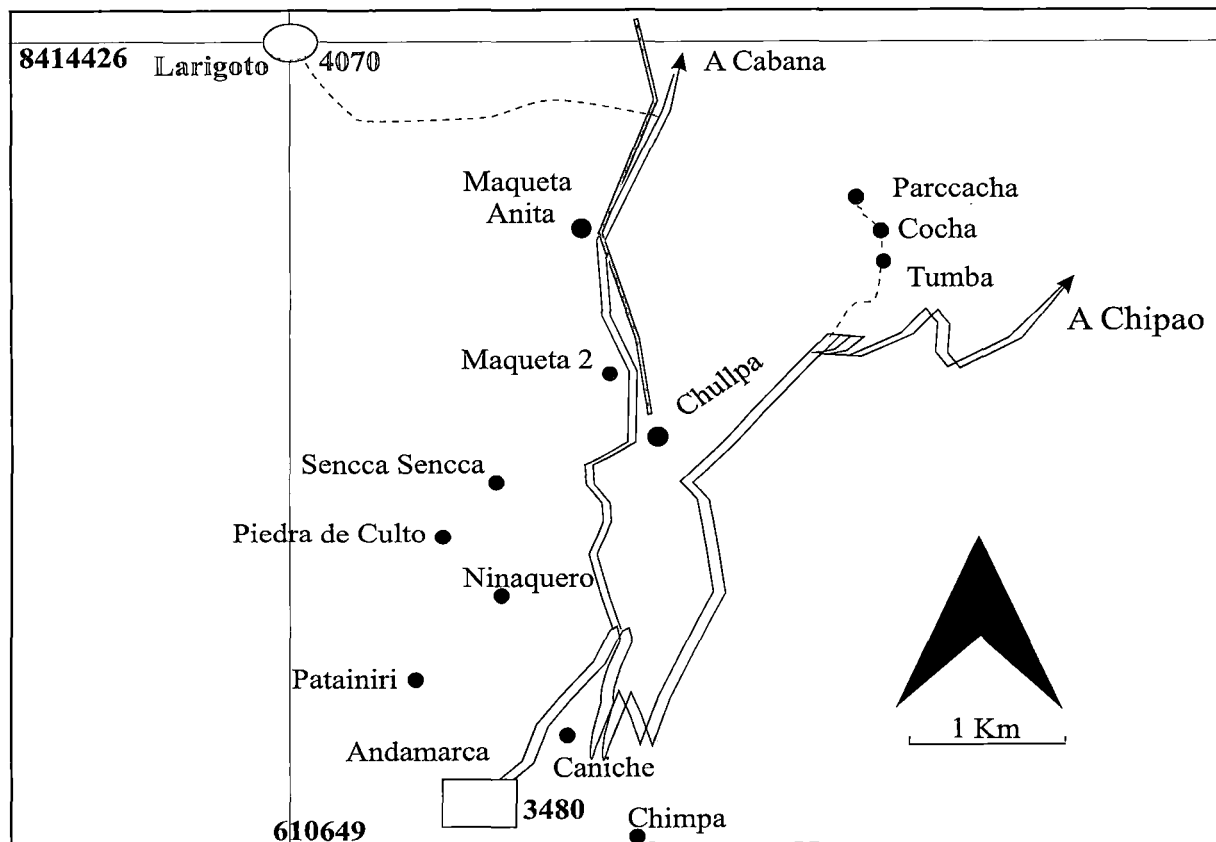 8414426
Larigoto
4070
A Cabana
Maqueta
Anita
Parccacha
Cocha
Tumba
A Chipao
Maqueta 2
Chullpa
Sencca Sencca
Piedra de Culto
Ninaquero
Patainiri
1 Km
Andamarca
Caniche
3480
Chimpa
610649